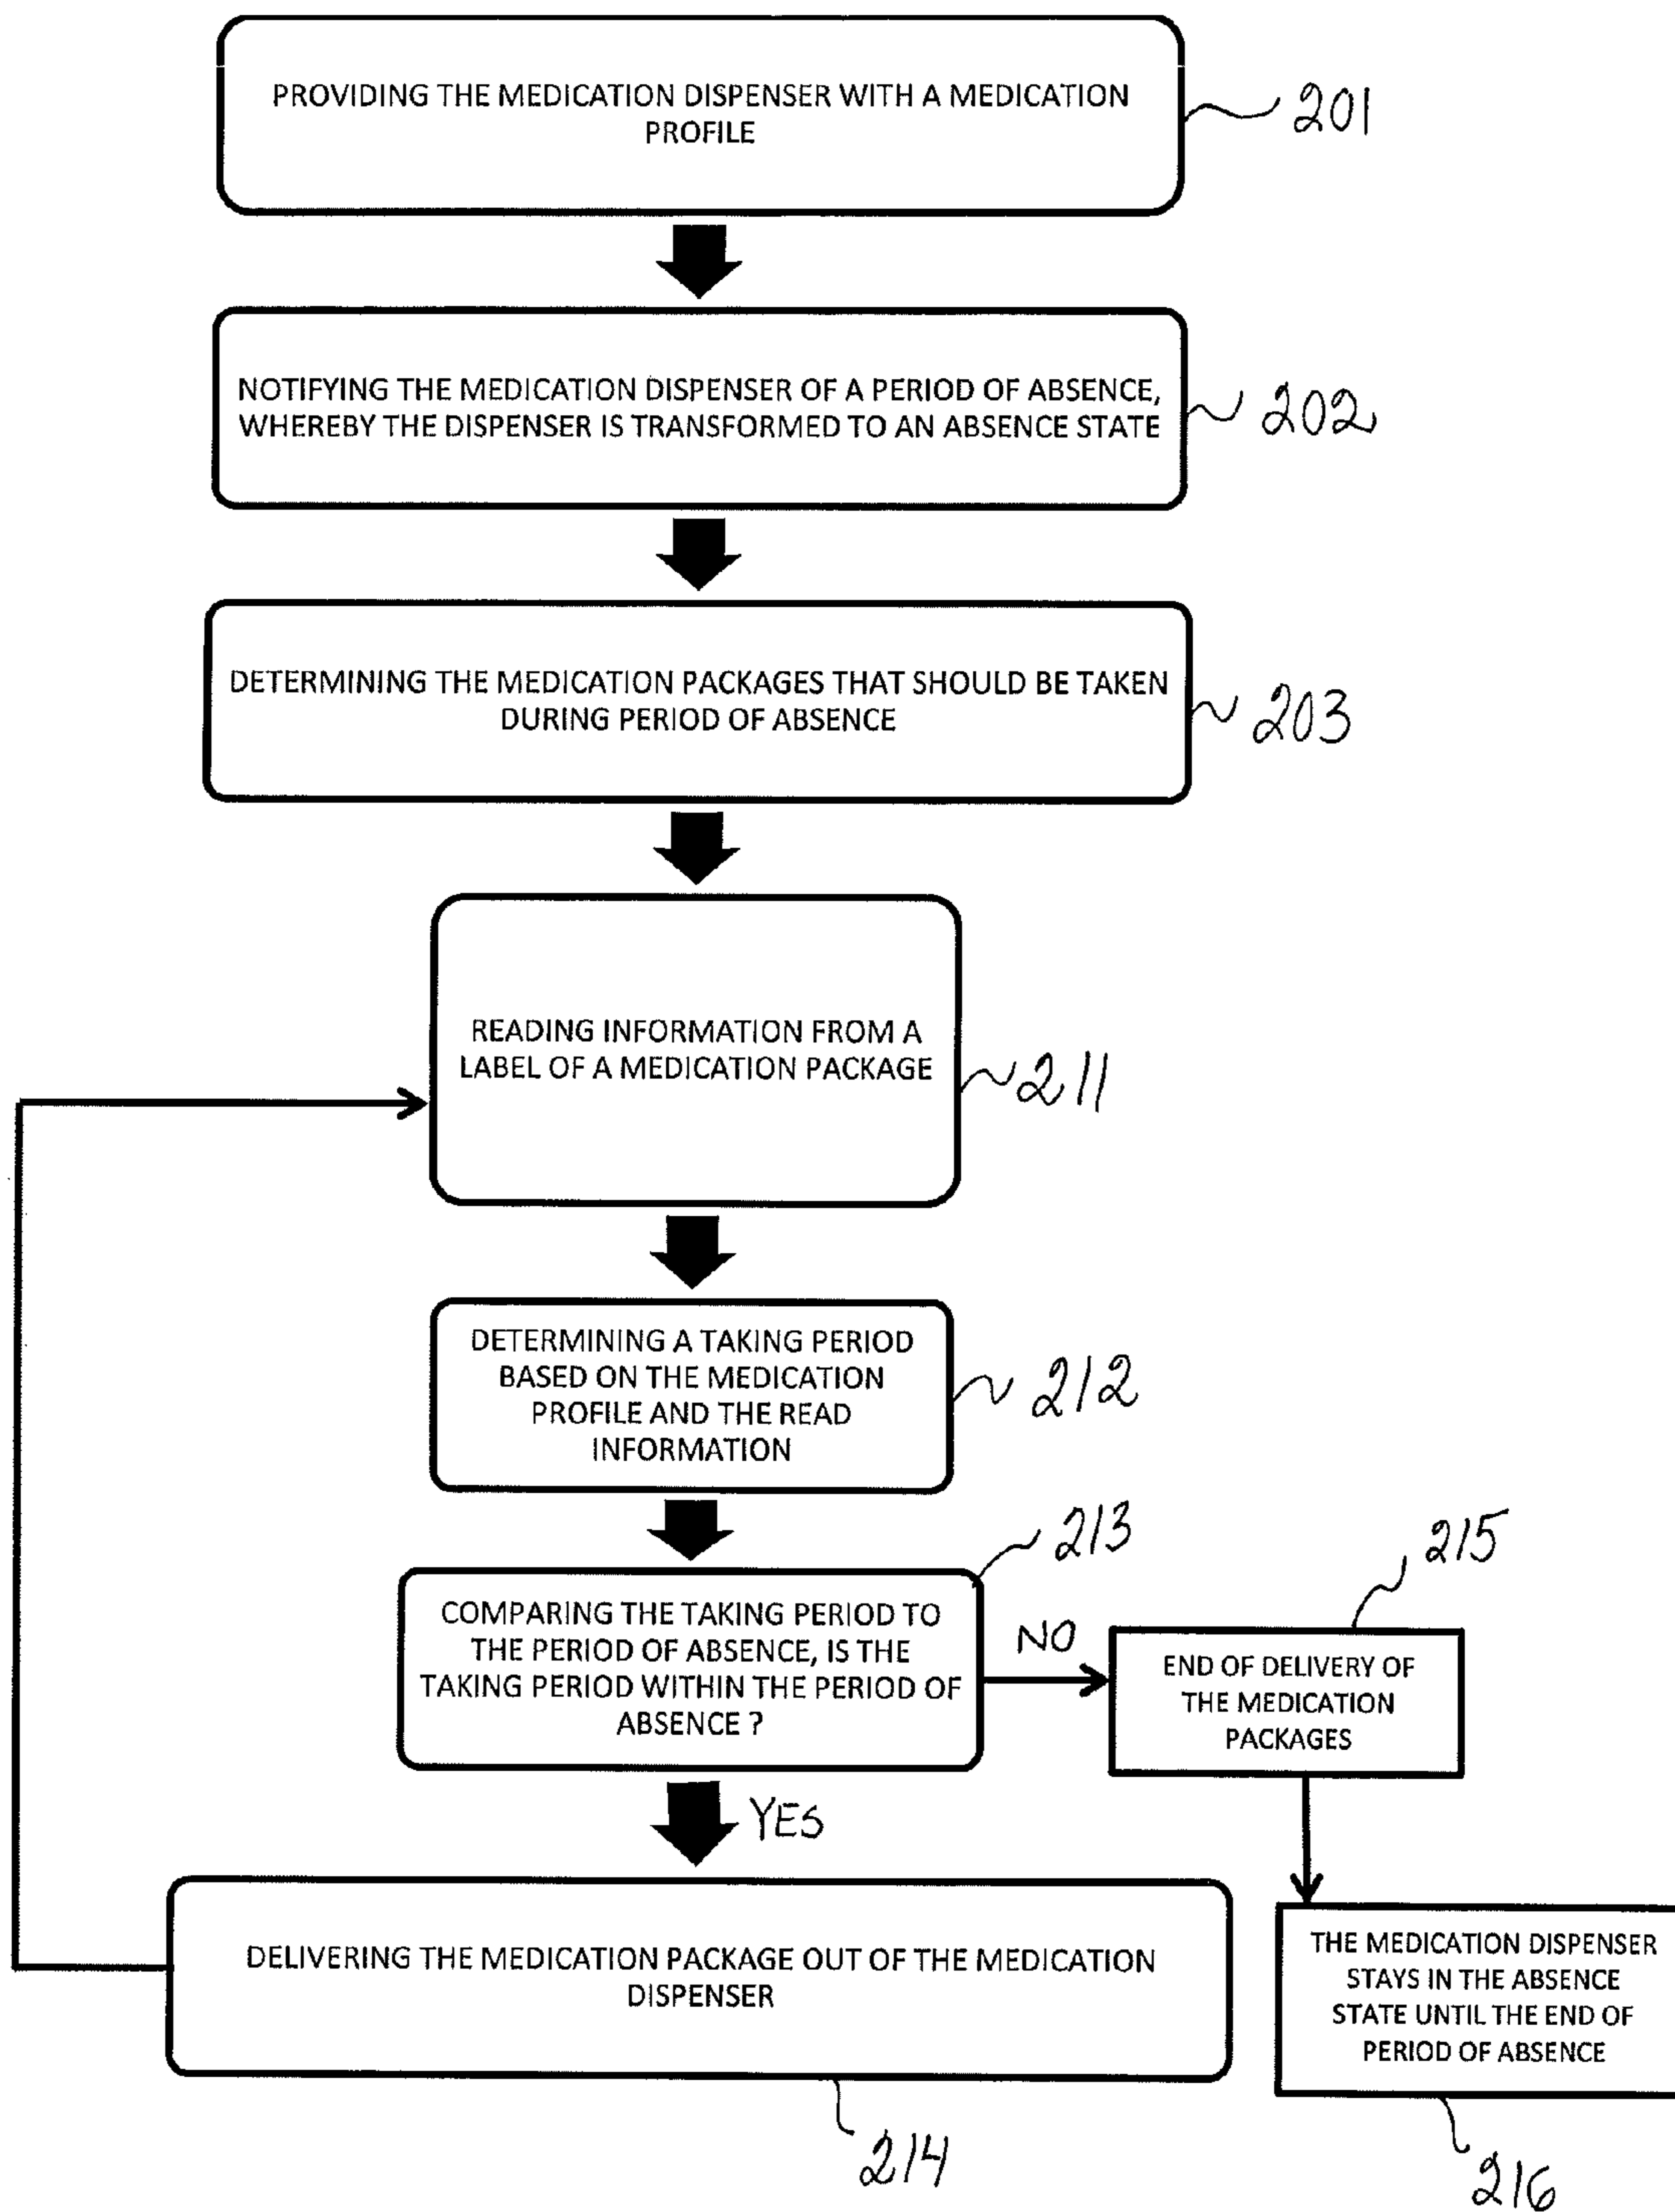 PROVIDING THE MEDICATION DISPENSER WITH A MEDICATION
PROFILE
201
NOTIFYING THE MEDICATION DISPENSER OF A PERIOD OF ABSENCE,
WHEREBY THE DISPENSER IS TRANSFORMED TO AN ABSENCE STATE
202
DETERMINING THE MEDICATION PACKAGES THAT SHOULD BE TAKEN
DURING PERIOD OF ABSENCE
203
READING INFORMATION FROM A
LABEL OF A MEDICATION PACKAGE
211
DETERMINING A TAKING PERIOD
BASED ON THE MEDICATION
PROFILE AND THE READ
INFORMATION
212
213
COMPARING THE TAKING PERIOD TO
THE PERIOD OF ABSENCE, IS THE
TAKING PERIOD WITHIN THE PERIOD OF
ABSENCE ?
NO
215
END OF DELIVERY OF
THE MEDICATION
PACKAGES
YES
DELIVERING THE MEDICATION PACKAGE OUT OF THE MEDICATION
DISPENSER
214
THE MEDICATION DISPENSER
STAYS IN THE ABSENCE
STATE UNTIL THE END OF
PERIOD OF ABSENCE
216